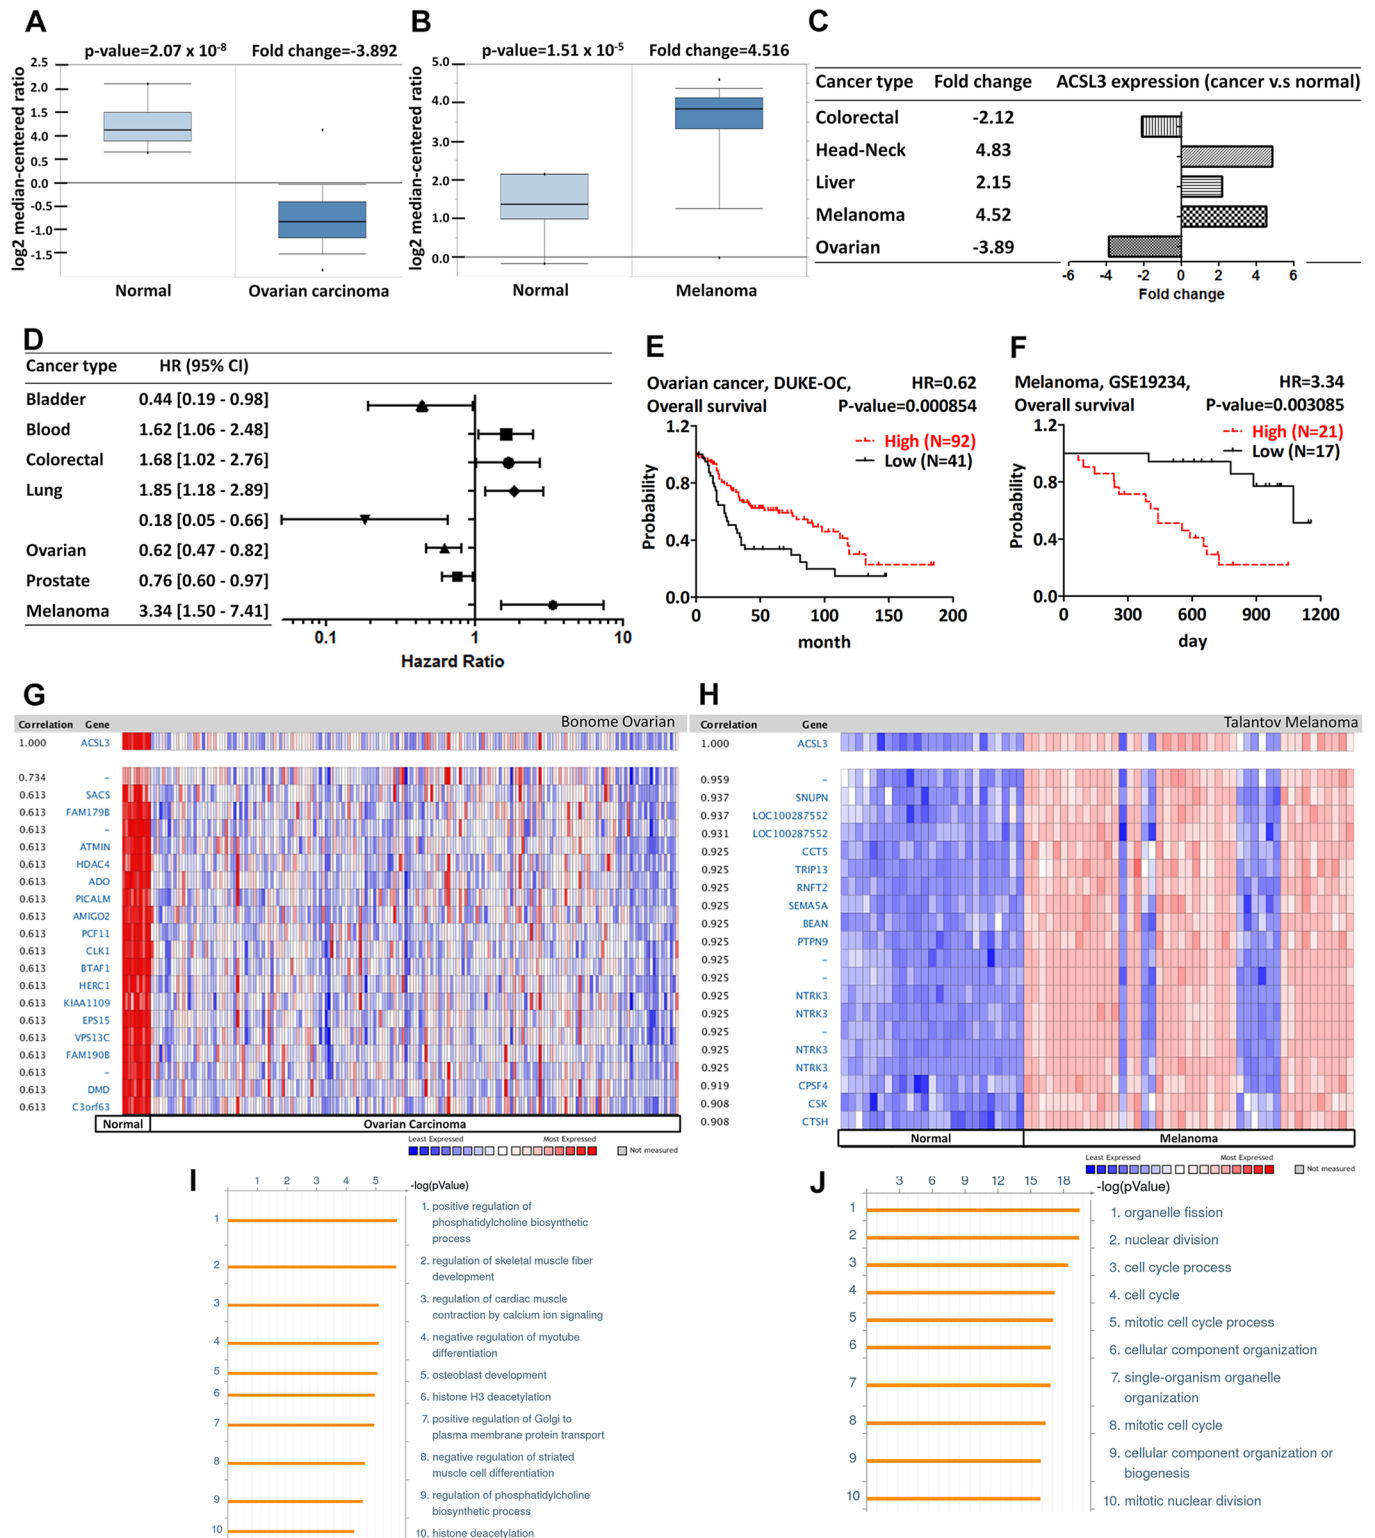 A
p-value=2.07 x 10-8 Fold change=-3.892
log2 median-centered ratio
2.5
2.0
1.5
4.0
0.5
0.0
-0.5
-1.0
-1.5
Normal Ovarian carcinoma
B
p-value=1.51 x 10-5 Fold change=4.516
log2 median-centered ratio
5.0
4.0
3.0
2.0
1.0
0.0
Normal Melanoma
C
Cancer type Fold change ACSL3 expression (cancer v.s normal)
Colorectal -2.12
Head-Neck 4.83
Liver 2.15
Melanoma 4.52
Ovarian -3.89
-6 -4 -2 0 2 4 6
Fold change
D
Cancer type HR (95% CI)
Bladder 0.44 [0.19 - 0.98]
Blood 1.62 [1.06 - 2.48]
Colorectal 1.68 [1.02 - 2.76]
Lung 1.85 [1.18 - 2.89]
0.18 [0.05 - 0.66]
Ovarian 0.62 [0.47 - 0.82]
Prostate 0.76 [0.60 - 0.97]
Melanoma 3.34 [1.50 - 7.41]
0.1 1 10
Hazard Ratio
E
Ovarian cancer, DUKE-OC, HR=0.62
Overall survival P-value=0.000854
High (N=92)
Low (N=41)
Probability
1.2
0.8
0.4
0.0
0 50 100 150 200
month
F
Melanoma, GSE19234, HR=3.34
Overall survival P-value=0.003085
High (N=21)
Low (N=17)
Probability
1.2
0.8
0.4
0.0
0 300 600 900 1200
day
G
Correlation Gene Bonome Ovarian
1.000 ACSL3
0.734 –
0.613 SACS
0.613 FAM179B
0.613 –
0.613 ATMIN
0.613 HDAC4
0.613 ADO
0.613 PICALM
0.613 AMIGO2
0.613 PCF11
0.613 CLK1
0.613 BTAF1
0.613 HERC1
0.613 KIAA1109
0.613 EPS15
0.613 VPS13C
0.613 FAM190B
0.613 –
0.613 DMD
0.613 C3orf63
Normal Ovarian Carcinoma
Least Expressed Most Expressed
Not measured
H
Correlation Gene Talantov Melanoma
1.000 ACSL3
0.959 –
0.937 SNUPN
0.937 LOC100287552
0.931 LOC100287552
0.925 CCT5
0.925 TRIP13
0.925 RNFT2
0.925 SEMA5A
0.925 BEAN
0.925 PTPN9
0.925 –
0.925 –
0.925 NTRK3
0.925 NTRK3
0.925 –
0.925 NTRK3
0.925 NTRK3
0.919 CPSF4
0.908 CSK
0.908 CTSH
Normal Melanoma
Least Expressed Most Expressed
Not measured
I
1 2 3 4 5 -log(pValue)
1
2
3
4
5
6
7
8
9
10
1. positive regulation of
phosphatidylcholine biosynthetic
process
2. regulation of skeletal muscle fiber
development
3. regulation of cardiac muscle
contraction by calcium ion signaling
4. negative regulation of myotube
differentiation
5. osteoblast development
6. histone H3 deacetylation
7. positive regulation of Golgi to
plasma membrane protein transport
8. negative regulation of striated
muscle cell differentiation
9. regulation of phosphatidylcholine
biosynthetic process
10. histone deacetylation
J
3 6 9 12 15 18 -log(pValue)
1
2
3
4
5
6
7
8
9
10
1. organelle fission
2. nuclear division
3. cell cycle process
4. cell cycle
5. mitotic cell cycle process
6. cellular component organization
7. single-organism organelle
organization
8. mitotic cell cycle
9. cellular component organization or
biogenesis
10. mitotic nuclear division